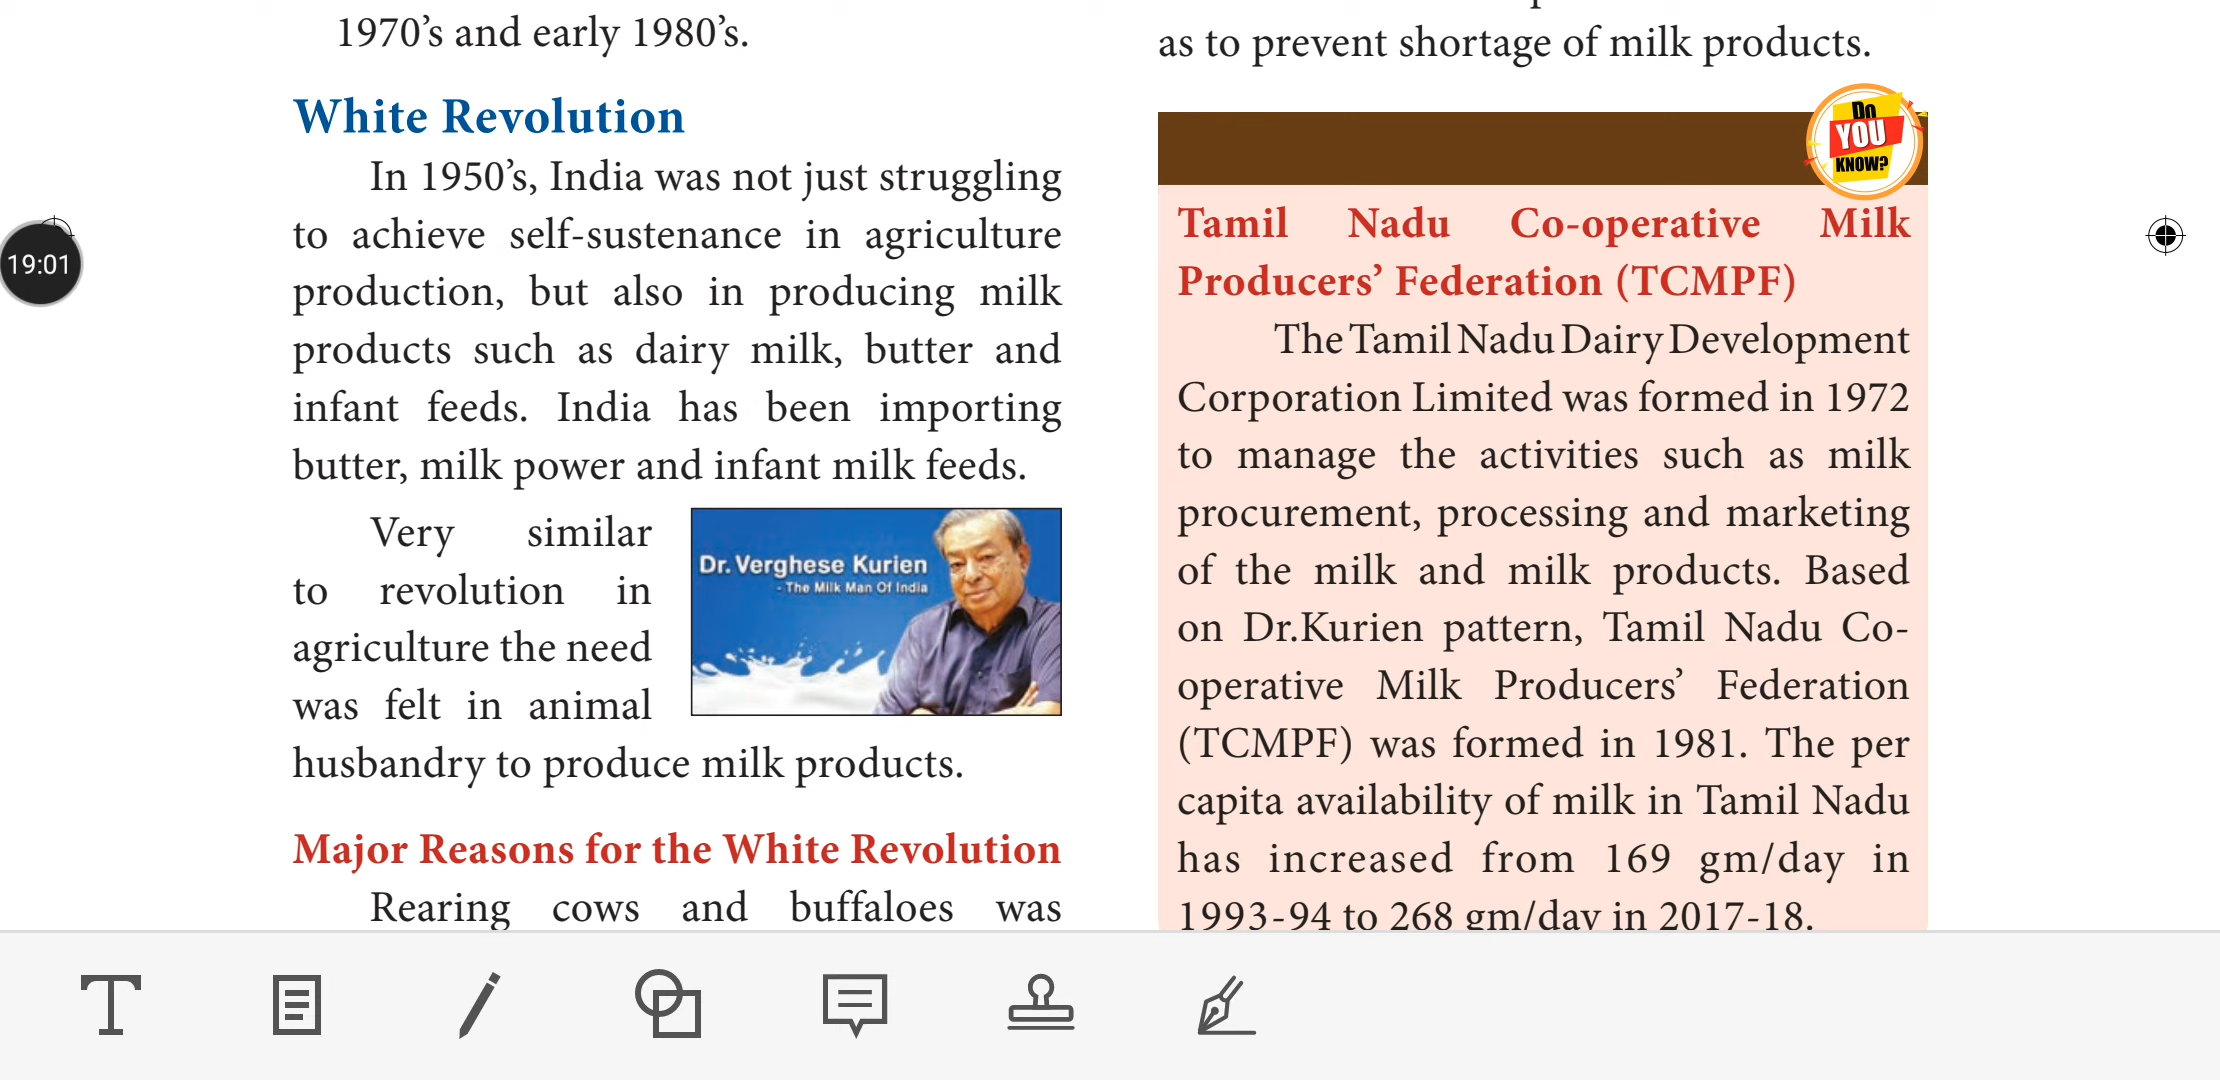 1970’s and early 1980’s.
White Revolution
In 1950’s, India was not just struggling
to achieve self-sustenance in agriculture
production, but also in producing milk
products such as dairy milk, butter and
infant feeds. India has been importing
butter, milk power and infant milk feeds.
Very similar
to revolution in
agriculture the need
was felt in animal
husbandry to produce milk products.
Dr. Verghese Kurien
- The Milk Man Of India
Major Reasons for the White Revolution
Rearing cows and buffaloes was
as to prevent shortage of milk products.
Do
YOU
KNOW?
Tamil Nadu Co-operative Milk
Producers’ Federation (TCMPF)
The Tamil Nadu Dairy Development
Corporation Limited was formed in 1972
to manage the activities such as milk
procurement, processing and marketing
of the milk and milk products. Based
on Dr.Kurien pattern, Tamil Nadu Co-
operative Milk Producers’ Federation
(TCMPF) was formed in 1981. The per
capita availability of milk in Tamil Nadu
has increased from 169 gm/day in
1993-94 to 268 gm/day in 2017-18.
19:01
T